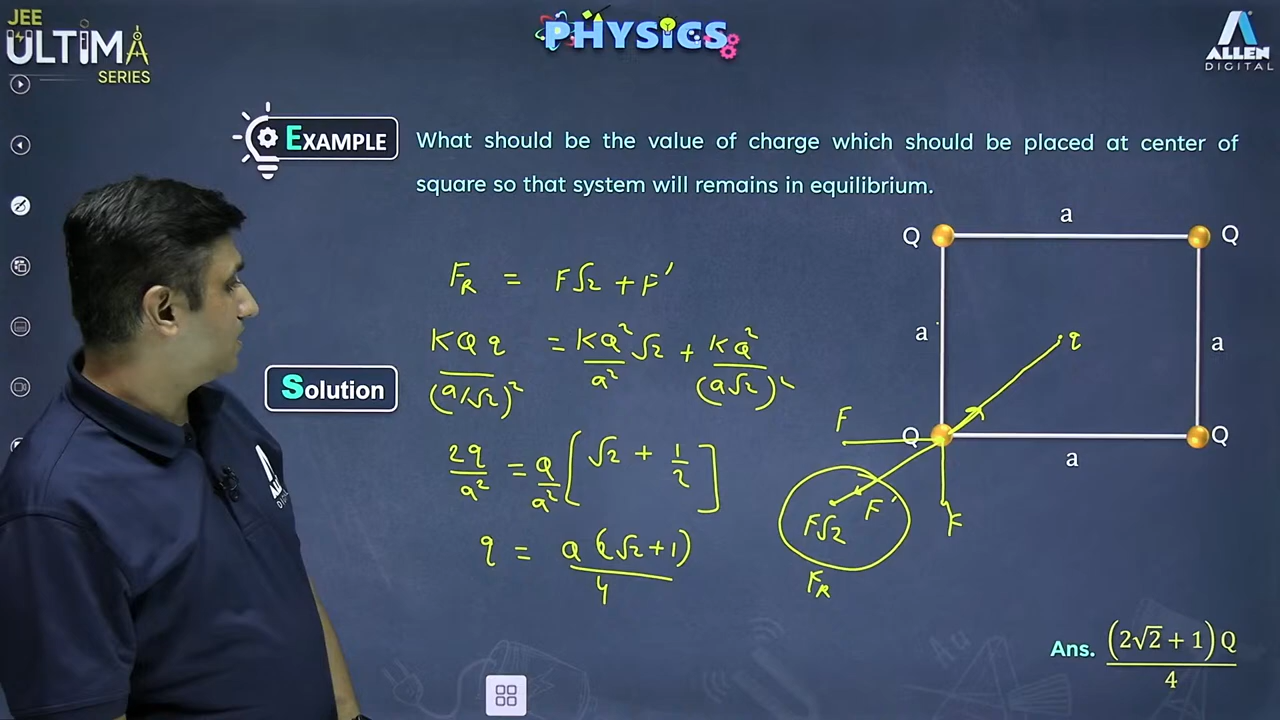 JEE
ULTIMA
SERIES
PHYSICS
ALLEN
DIGITAL
EXAMPLE
What should be the value of charge which should be placed at center of
square so that system will remains in equilibrium.
Q a Q
F_R = F√2 + F'
a q a
KQq/(a/√2)² = KQ²/a² √2 + KQ²/(a√2)²
Solution
F Q a Q
2q/a² = Q/a² [√2 + 1/2]
F√2 F' F
q = Q(2√2+1)/4
F_R
Ans. (2√2 + 1) Q/4